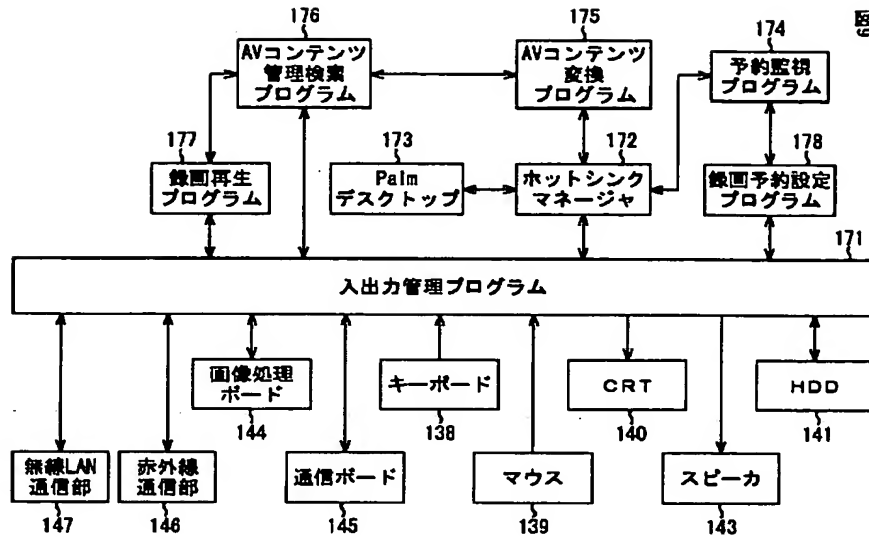 図9
176
AVコンテンツ
管理検索
プログラム
175
AVコンテンツ
変換
プログラム
174
予約監視
プログラム
177
録画再生
プログラム
173
Palm
デスクトップ
172
ホットシンク
マネージャ
178
録画予約設定
プログラム
171
入出力管理プログラム
画像処理
ボード
144
キーボード
138
CRT
140
HDD
141
無線LAN
通信部
147
赤外線
通信部
146
通信ボード
145
マウス
139
スピーカ
143